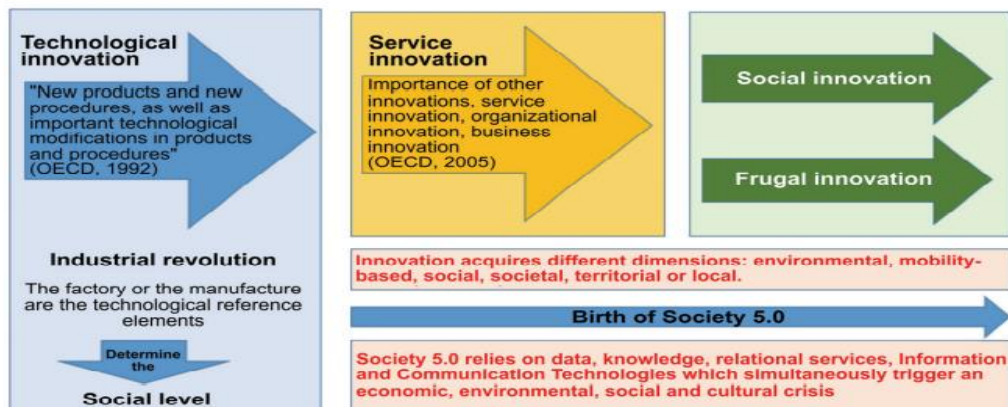 Technological
innovation
"New products and new
procedures, as well as
important technological
modifications in products
and procedures"
(OECD, 1992)
Industrial revolution
The factory or the manufacture
are the technological reference
elements
Determine
the
Social level
Service
innovation
Importance of other
innovations, service
innovation, organizational
innovation, business
innovation
(OECD, 2005)
Social innovation
Frugal innovation
Innovation acquires different dimensions: environmental, mobility-
based, social, societal, territorial or local.
Birth of Society 5.0
Society 5.0 relies on data, knowledge, relational services, Information
and Communication Technologies which simultaneously trigger an
economic, environmental, social and cultural crisis